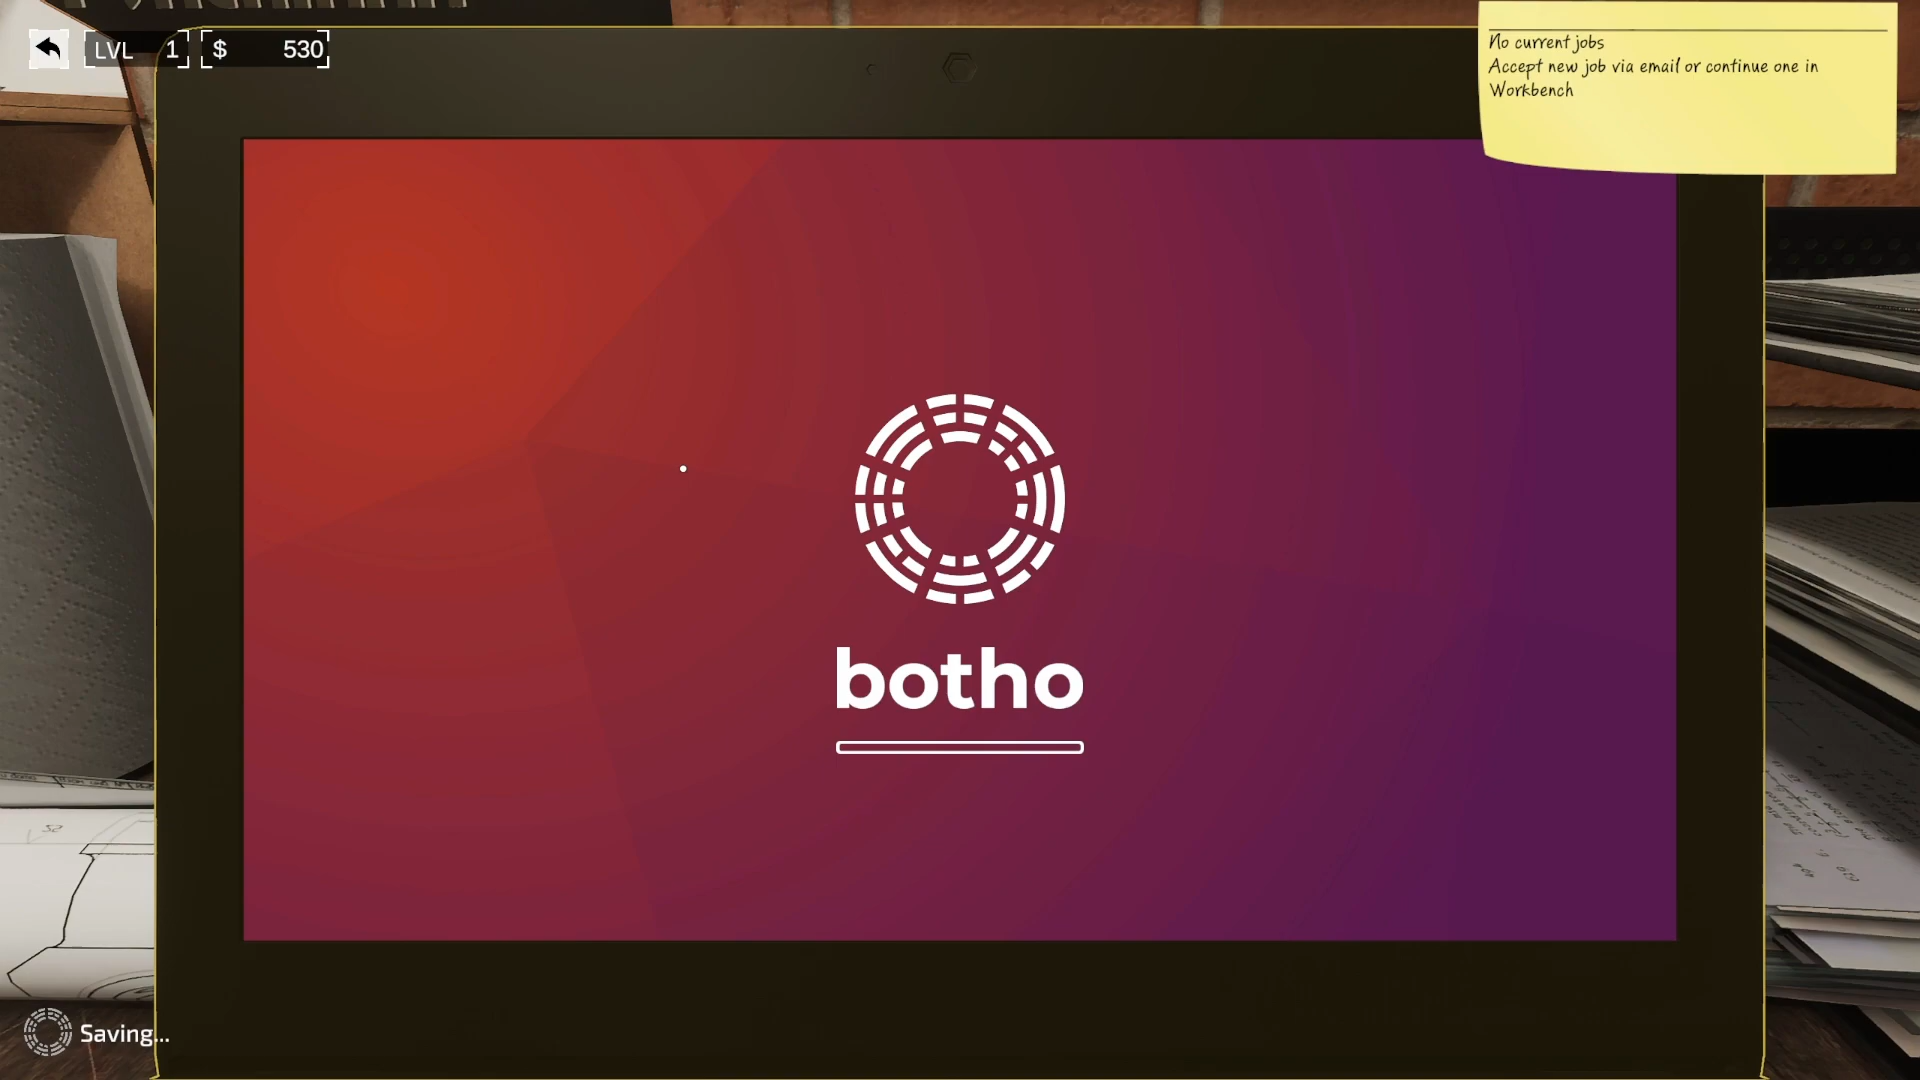 LVL 1 $ 530
No current jobs
Accept new job via email or continue one in
Workbench
botho
Saving...